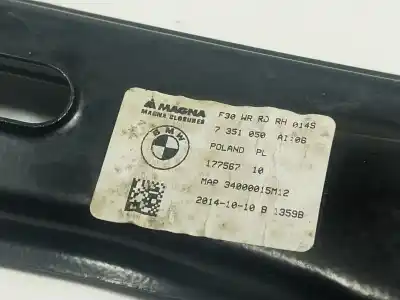 MAGNA
MAGNA CLOSURES
F30 WR RD RH 014S
7 351 050 AI:06
BMW
POLAND PL
177567 10
MAP 34000015M12
2014-10-10 B 1359B